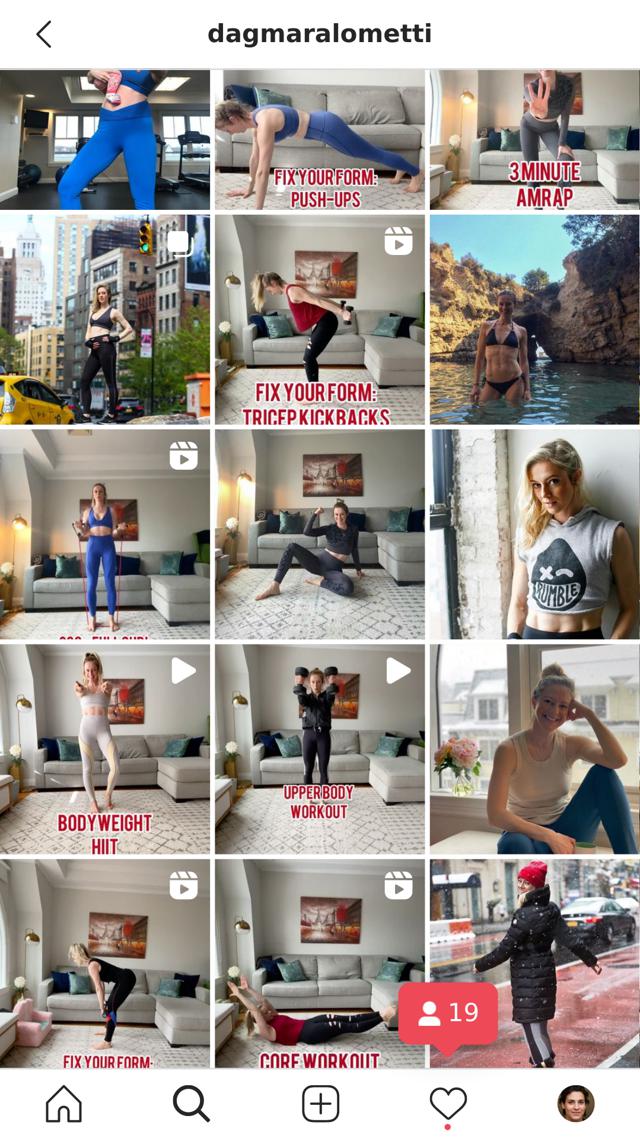 dagmaralometti
FIX YOUR FORM:
PUSH-UPS
3 MINUTE
AMRAP
FIX YOUR FORM:
TRICEP KICKBACKS
RUMBLE
BODYWEIGHT
HIIT
UPPER BODY
WORKOUT
FIX YOUR FORM:
CORE WORKOUT
19